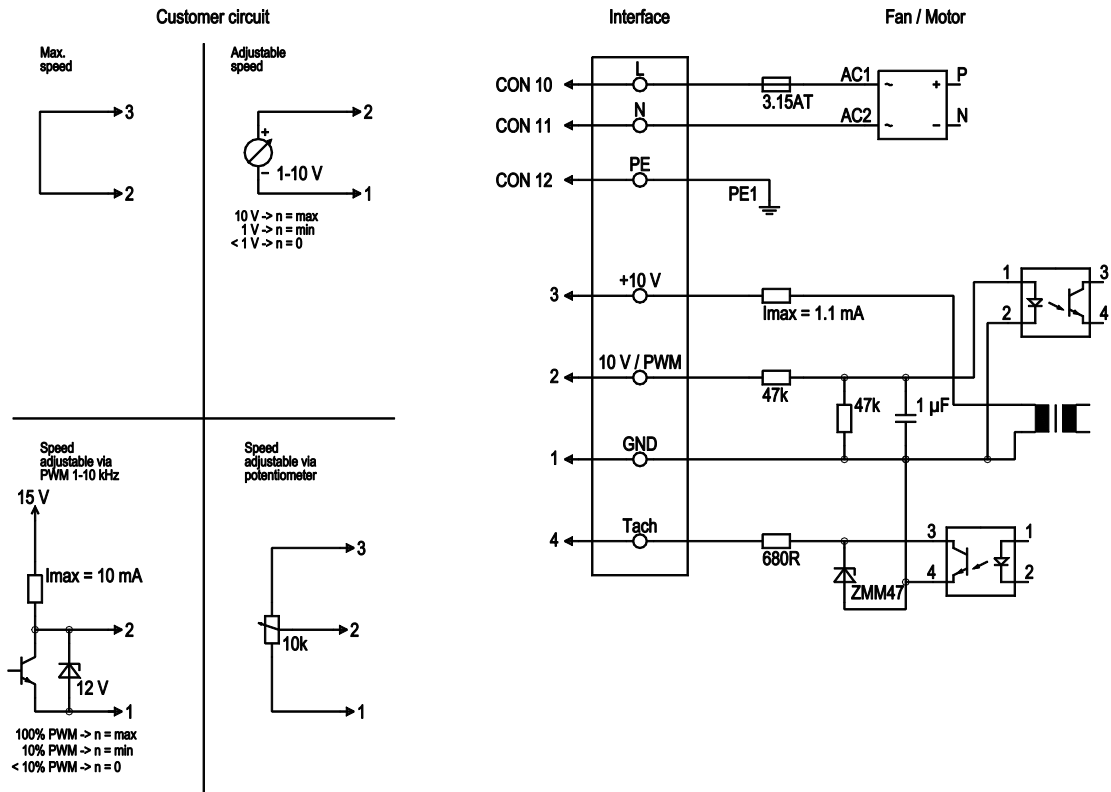 Customer circuit
Interface
Fan / Motor
Max.
speed
3
2
Adjustable
speed
2
+
1-10 V
−
1
10 V -> n = max
1 V -> n = min
< 1 V -> n = 0
Speed
adjustable via
PWM 1-10 kHz
15 V
Imax = 10 mA
2
12 V
1
100% PWM -> n = max
10% PWM -> n = min
< 10% PWM -> n = 0
Speed
adjustable via
potentiometer
3
2
10k
1
CON 10
L
3.15AT
AC1
~
+
P
CON 11
N
AC2
~
−
N
CON 12
PE
PE1
3
+10 V
Imax = 1.1 mA
1
2
3
4
2
10 V / PWM
47k
47k
1 µF
1
GND
4
Tach
680R
ZMM47
3
4
1
2